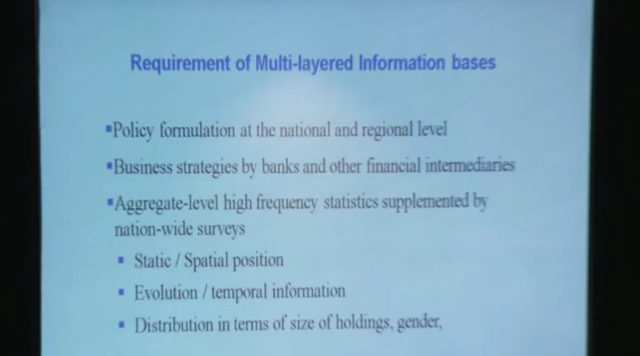 Requirement of Multi-layered Information bases
▪Policy formulation at the national and regional level
▪Business strategies by banks and other financial intermediaries
▪Aggregate-level high frequency statistics supplemented by
nation-wide surveys
▪ Static / Spatial position
▪ Evolution / temporal information
▪ Distribution in terms of size of holdings, gender,